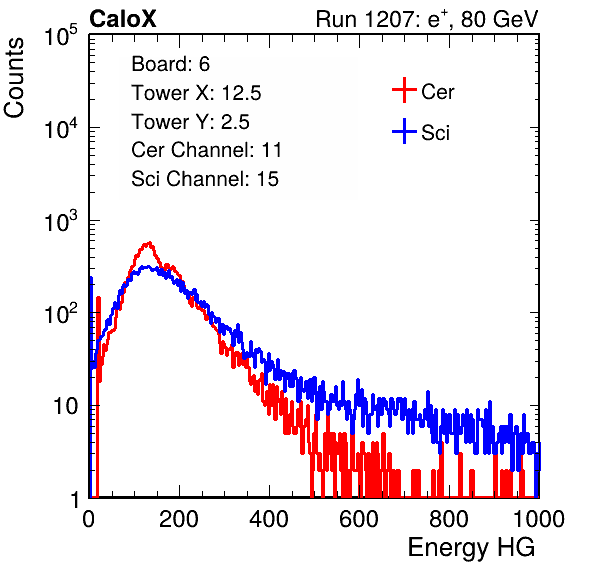 CaloX Run 1207: e⁺, 80 GeV
Board: 6
Tower X: 12.5
Tower Y: 2.5
Cer Channel: 11
Sci Channel: 15
Cer
Sci
Counts
10⁵
10⁴
10³
10²
10
1
0 200 400 600 800 1000
Energy HG